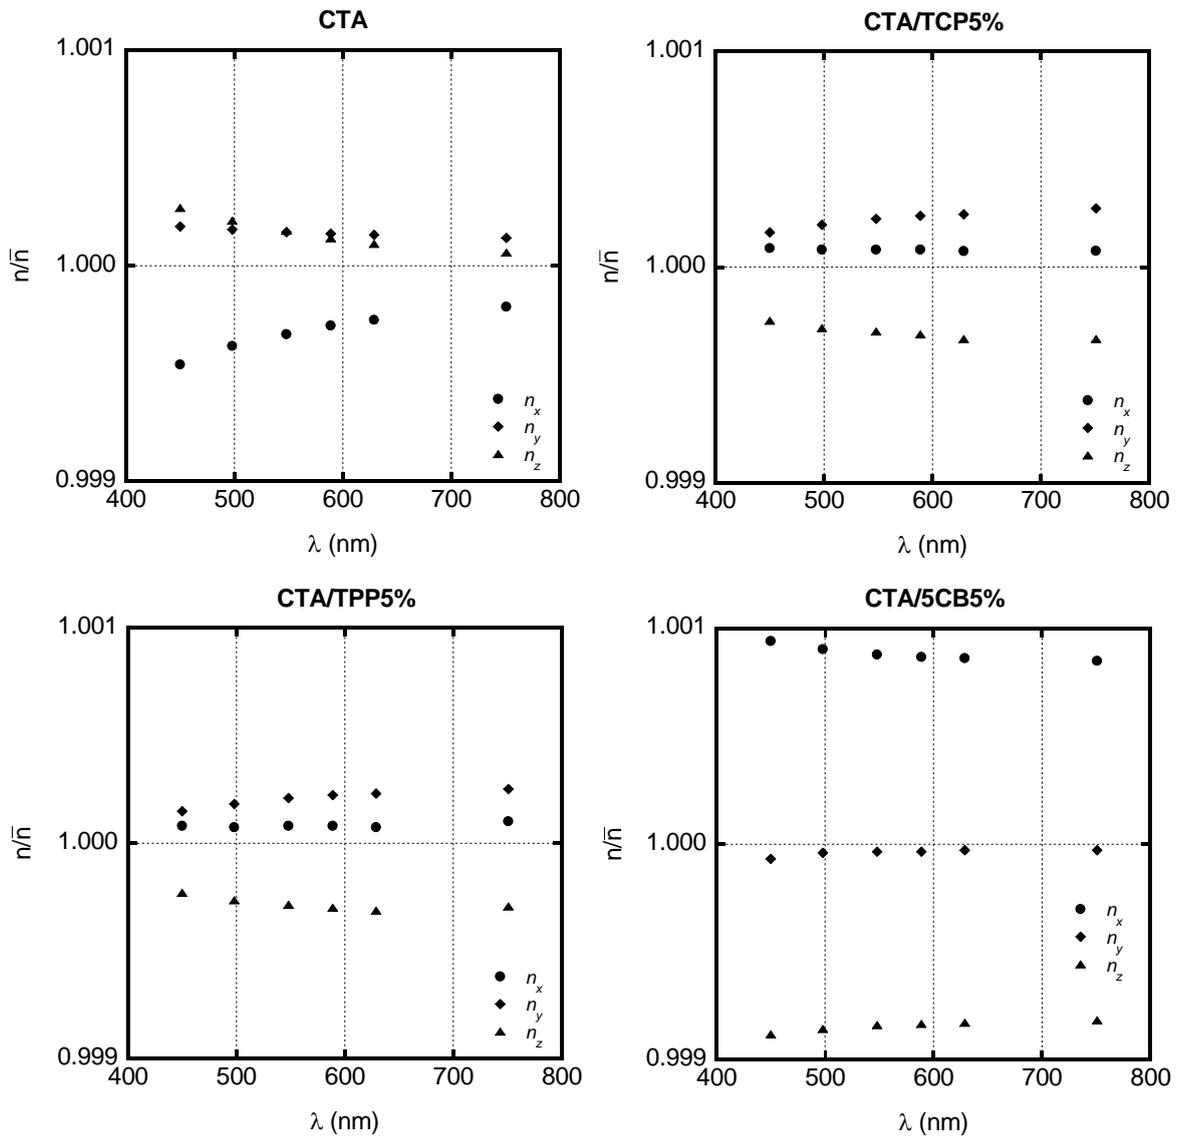 CTA
1.001
1.000
0.999
n/n̄
400 500 600 700 800
λ (nm)
n_x
n_y
n_z
CTA/TCP5%
1.001
1.000
0.999
n/n̄
400 500 600 700 800
λ (nm)
n_x
n_y
n_z
CTA/TPP5%
1.001
1.000
0.999
n/n̄
400 500 600 700 800
λ (nm)
n_x
n_y
n_z
CTA/5CB5%
1.001
1.000
0.999
n/n̄
400 500 600 700 800
λ (nm)
n_x
n_y
n_z